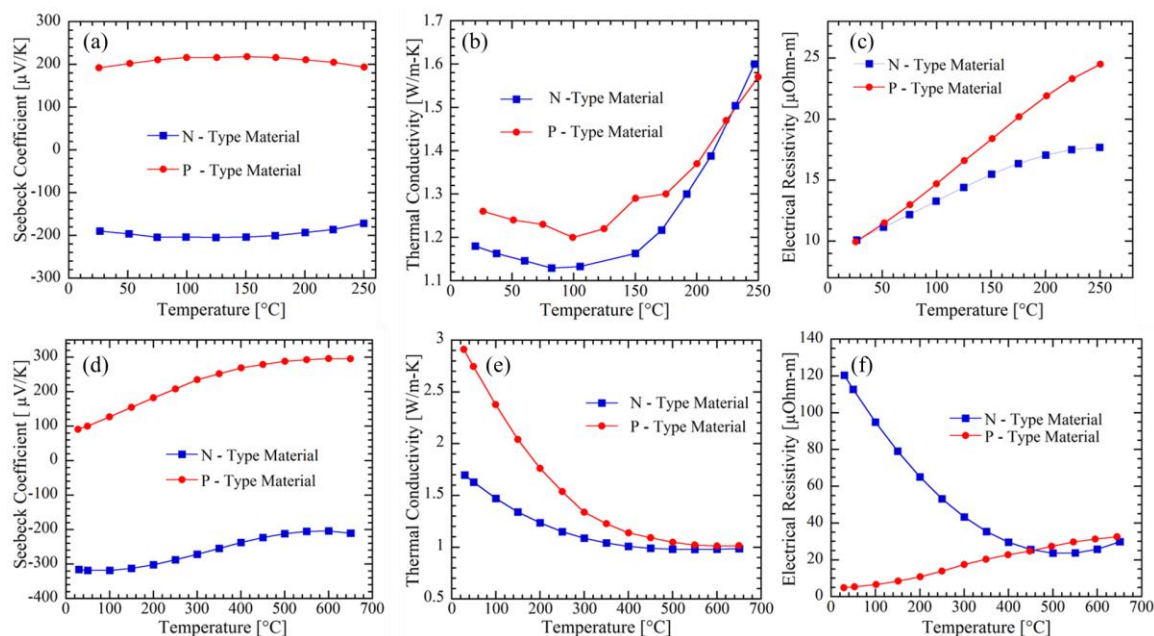 (a)
Seebeck Coefficient [µV/K]
300
200
100
0
-100
-200
-300
N - Type Material
P - Type Material
0 50 100 150 200 250
Temperature [°C]
(b)
Thermal Conductivity [W/m-K]
1.7
1.6
1.5
1.4
1.3
1.2
1.1
N -Type Material
P - Type Material
0 50 100 150 200 250
Temperature [°C]
(c)
Electrical Resistivity [µOhm-m]
25
20
15
10
N - Type Material
P - Type Material
0 50 100 150 200 250
Temperature [°C]
(d)
Seebeck Coefficient [ µV/K]
300
200
100
0
-100
-200
-300
-400
N - Type Material
P - Type Material
0 100 200 300 400 500 600 700
Temperature [°C]
(e)
Thermal Conductivity [W/m-K]
3
2.5
2
1.5
1
0.5
N - Type Material
P - Type Material
0 100 200 300 400 500 600 700
Temperature [°C]
(f)
Electrical Resistivity [µOhm-m]
140
120
100
80
60
40
20
0
N - Type Material
P - Type Material
0 100 200 300 400 500 600 700
Temperature [°C]